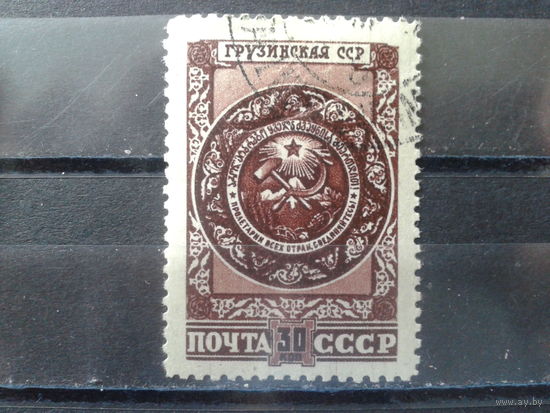 ГРУЗИНСКАЯ ССР
ПРОЛЕТАРИИ ВСЕХ СТРАН, СОЕДИНЯЙТЕСЬ!
ПОЧТА 30 СССР
КОП
www.ay.by